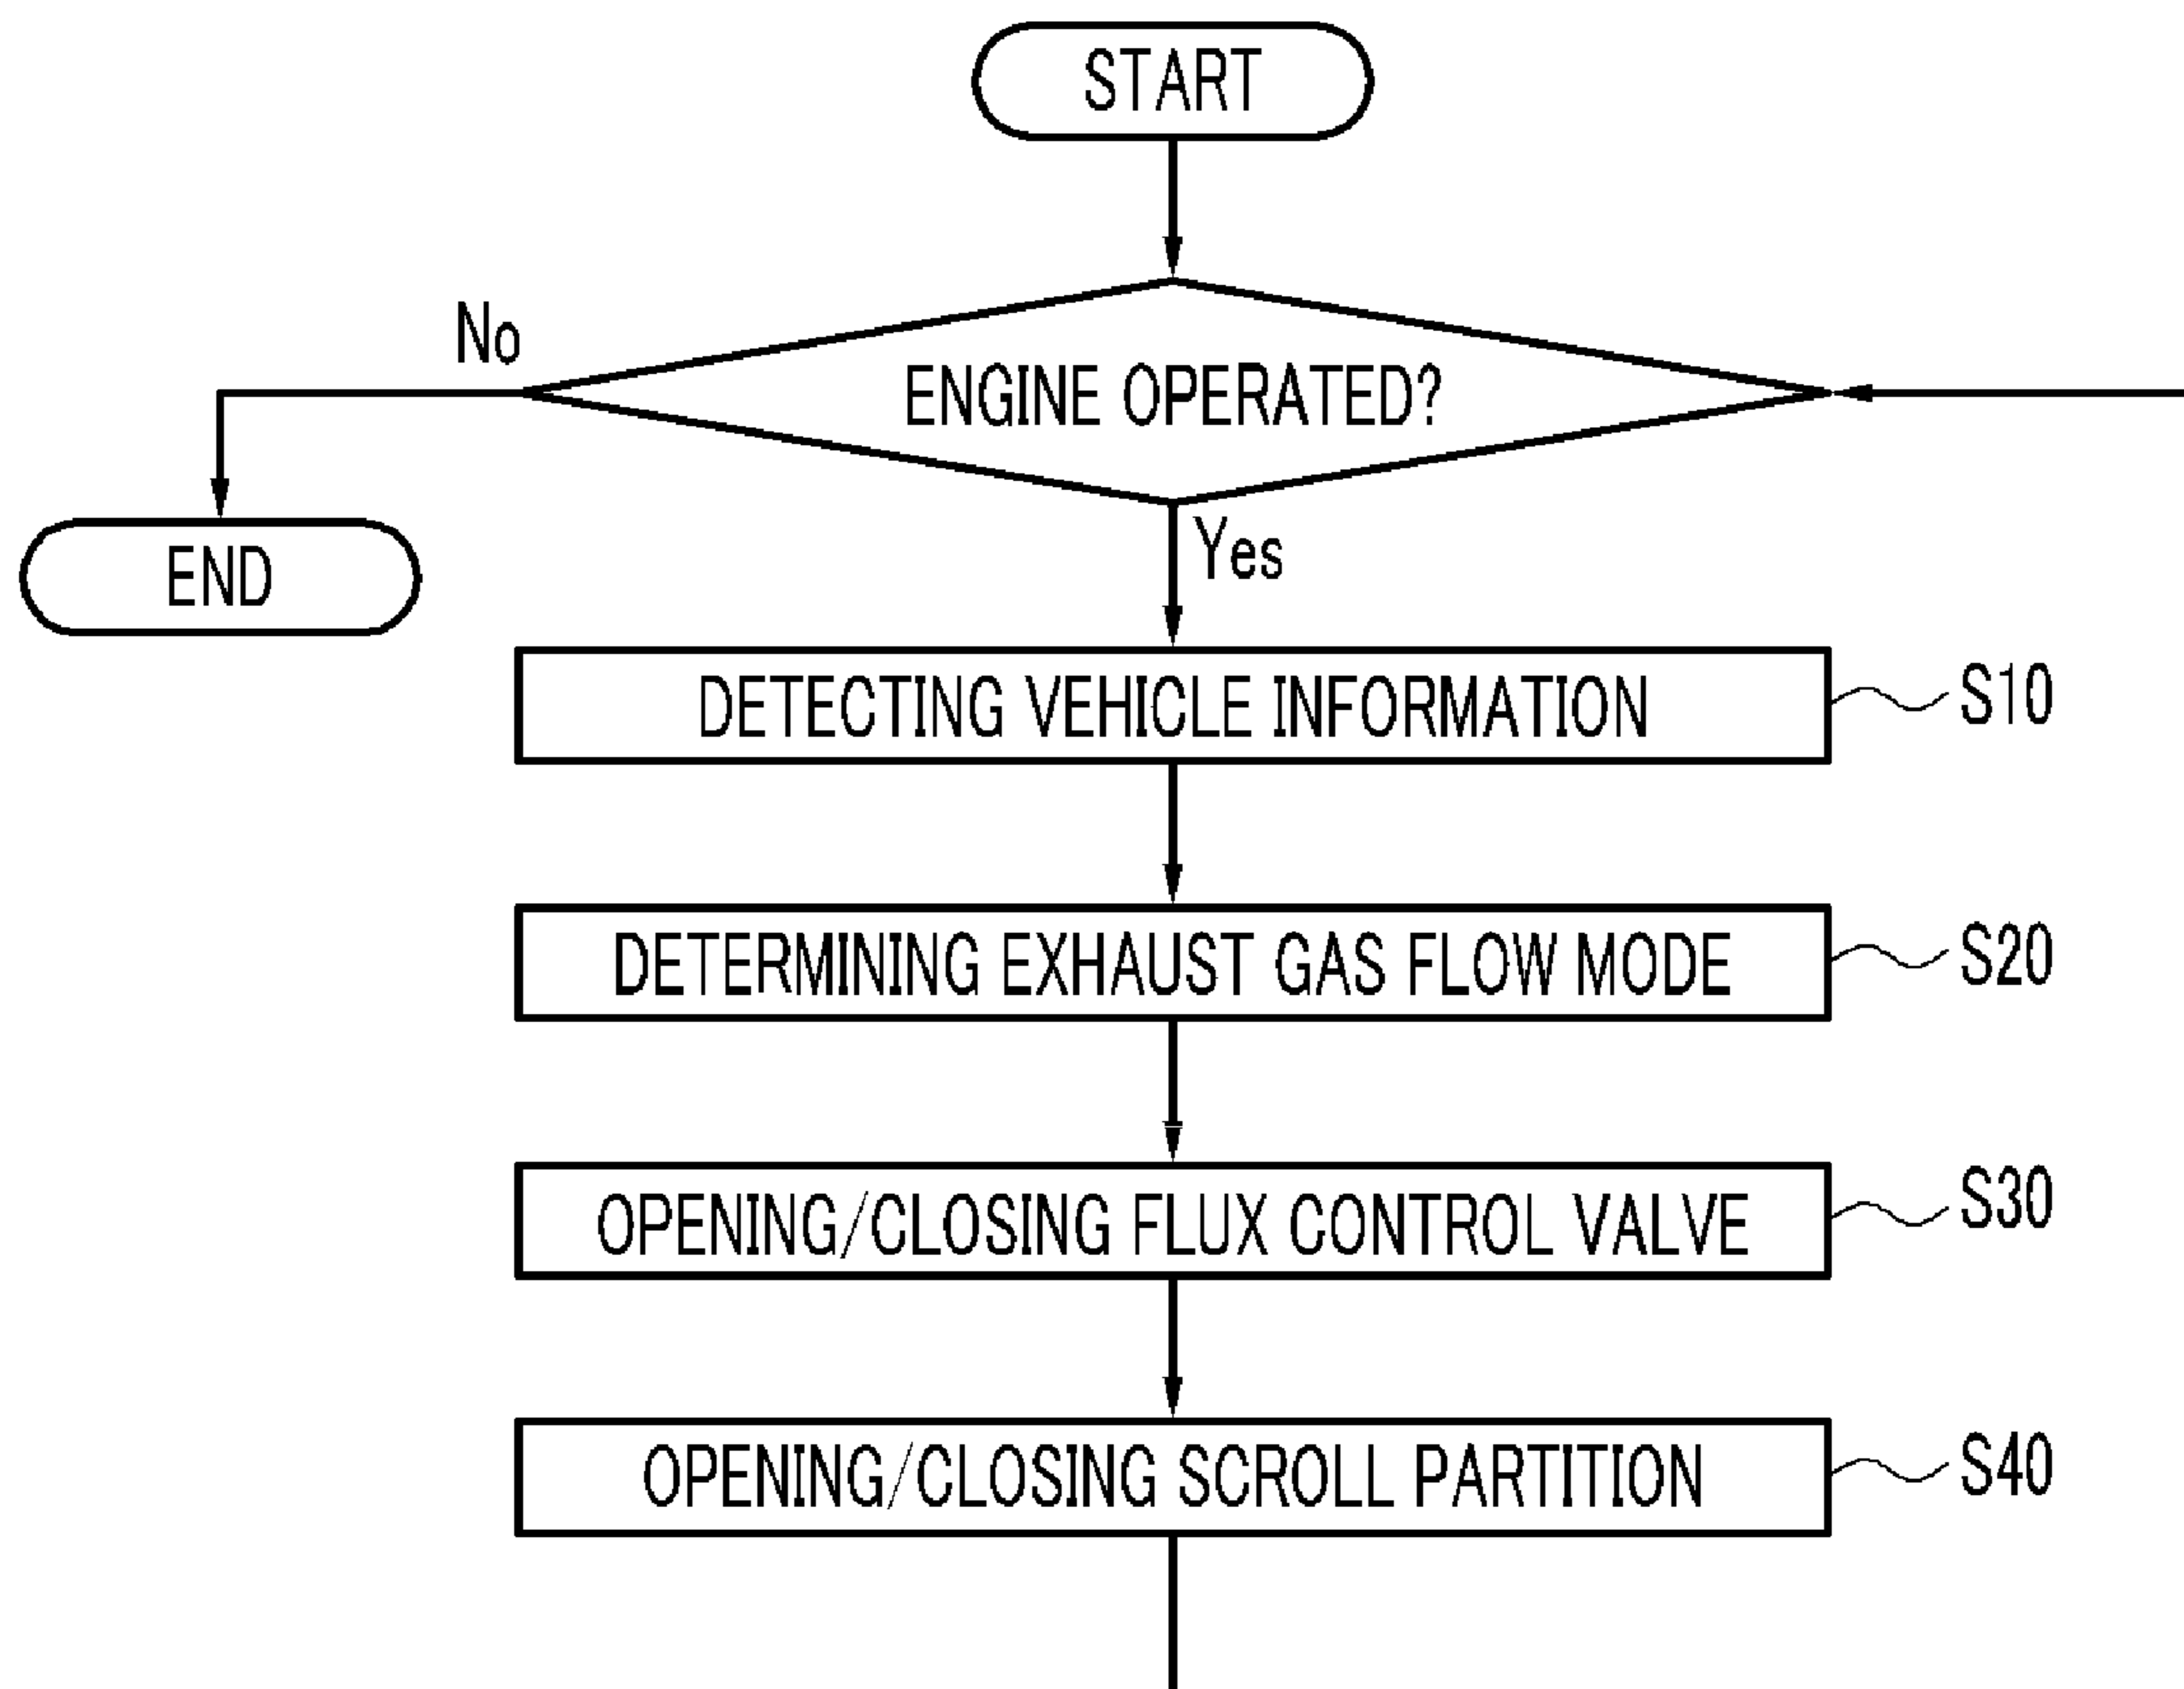 START
No
ENGINE OPERATED?
Yes
END
DETECTING VEHICLE INFORMATION
S10
DETERMINING EXHAUST GAS FLOW MODE
S20
OPENING/CLOSING FLUX CONTROL VALVE
S30
OPENING/CLOSING SCROLL PARTITION
S40